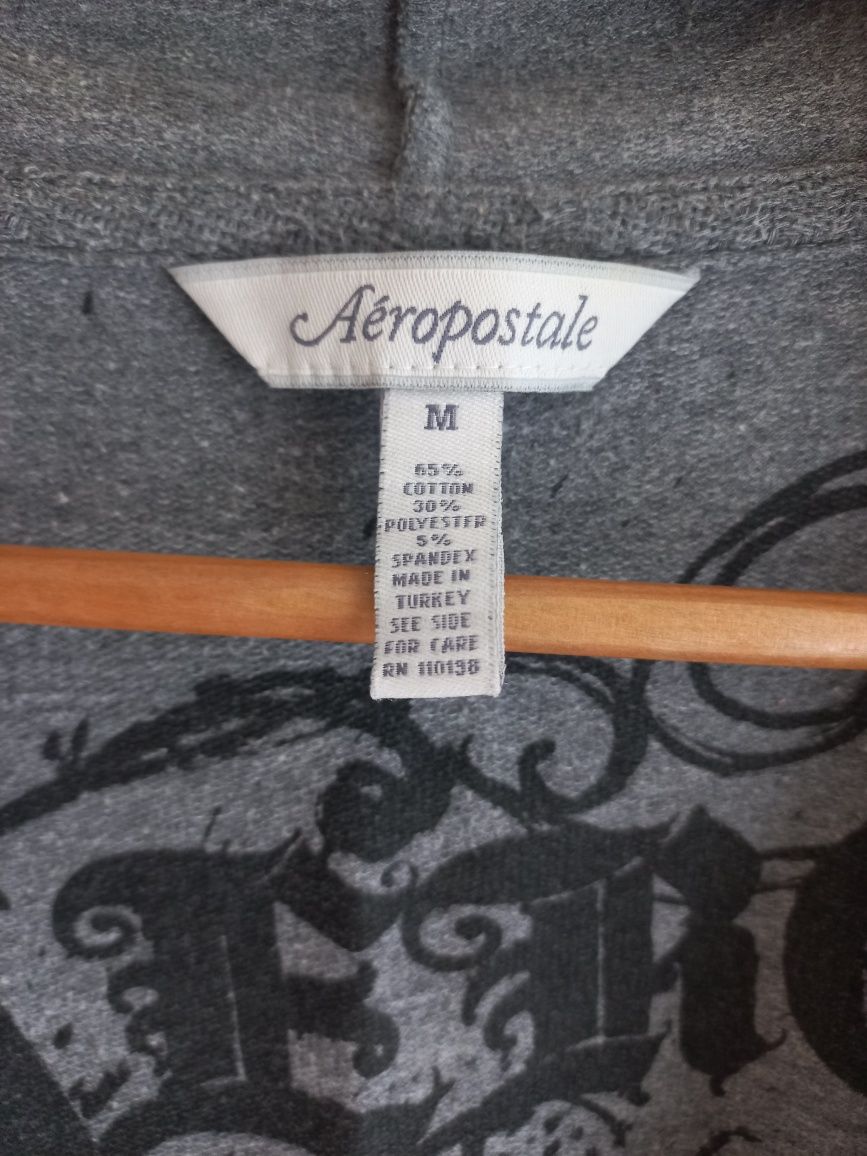 Aéropostale
M
65%
COTTON
30%
POLYESTER
5%
SPANDEX
MADE IN
TURKEY
SEE SIDE
FOR CARE
RN 110138